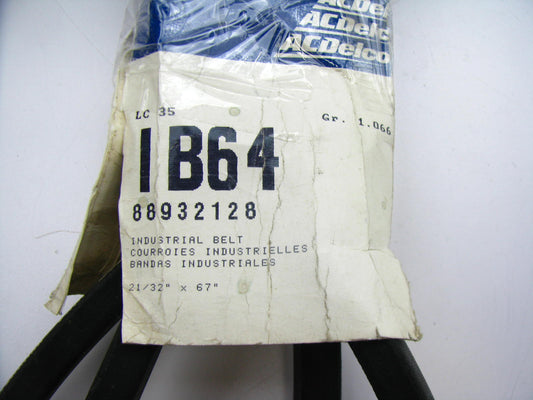 ACDelco
ACDelco
ACDelco
LC 35
Gr. 1.066
IB64
88932128
INDUSTRIAL BELT
COURROIES INDUSTRIELLES
BANDAS INDUSTRIALES
21/32" x 67"